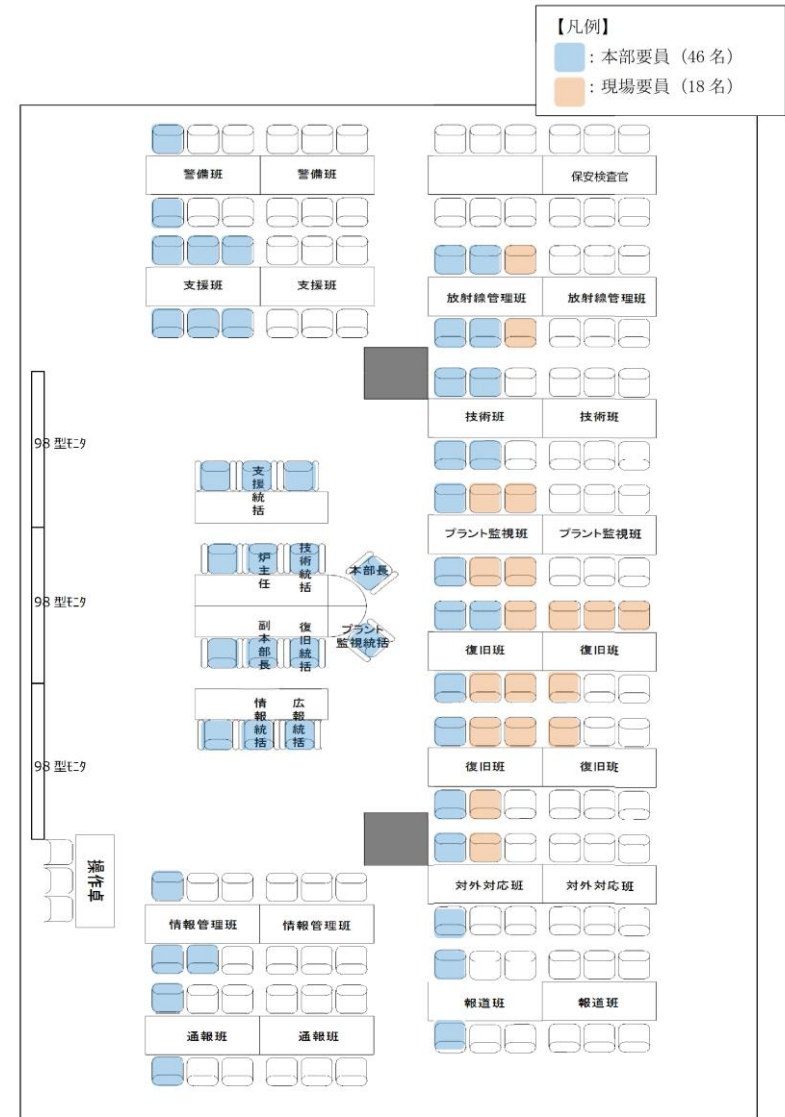 【凡例】
：本部要員（46名）
：現場要員（18名）
警備班 警備班
保安検査官
支援班 支援班
放射線管理班 放射線管理班
技術班 技術班
98型ﾓﾆﾀ
支援統括
プラント監視班 プラント監視班
炉主任
技術統括
本部長
98型ﾓﾆﾀ
副本部長
復旧統括
プラント
監視統括
復旧班 復旧班
情報統括
広報統括
98型ﾓﾆﾀ
復旧班 復旧班
操作卓
対外対応班 対外対応班
情報管理班 情報管理班
報道班 報道班
通報班 通報班